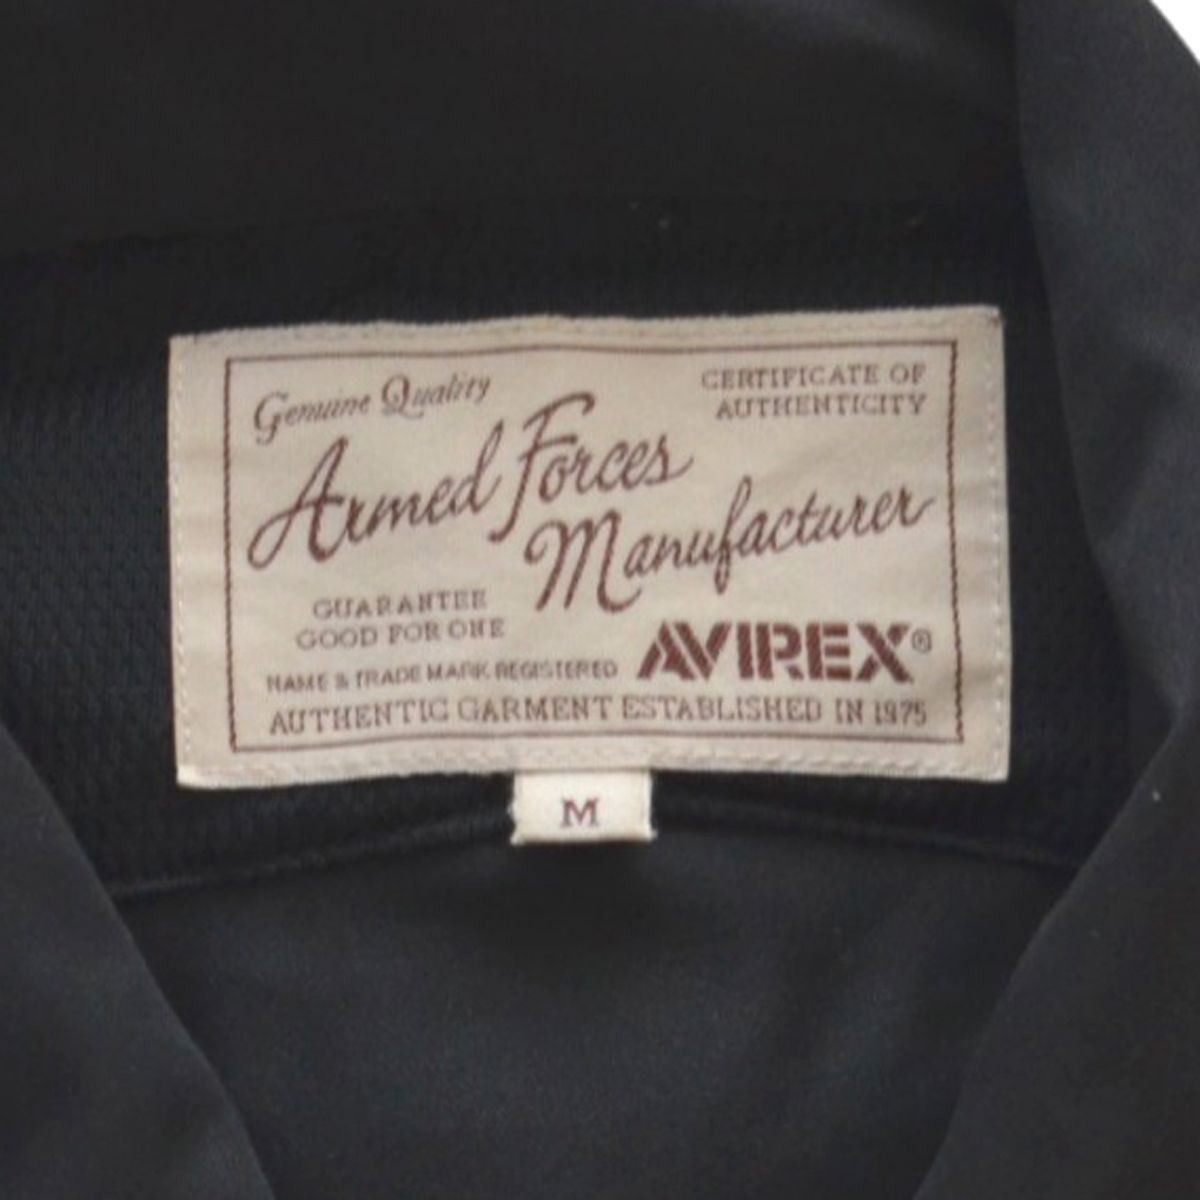 Genuine Quality
CERTIFICATE OF
AUTHENTICITY
Armed Forces
Manufacturer
GUARANTEE
GOOD FOR ONE
NAME & TRADE MARK REGISTERED
AVIREX®
AUTHENTIC GARMENT ESTABLISHED IN 1975
M